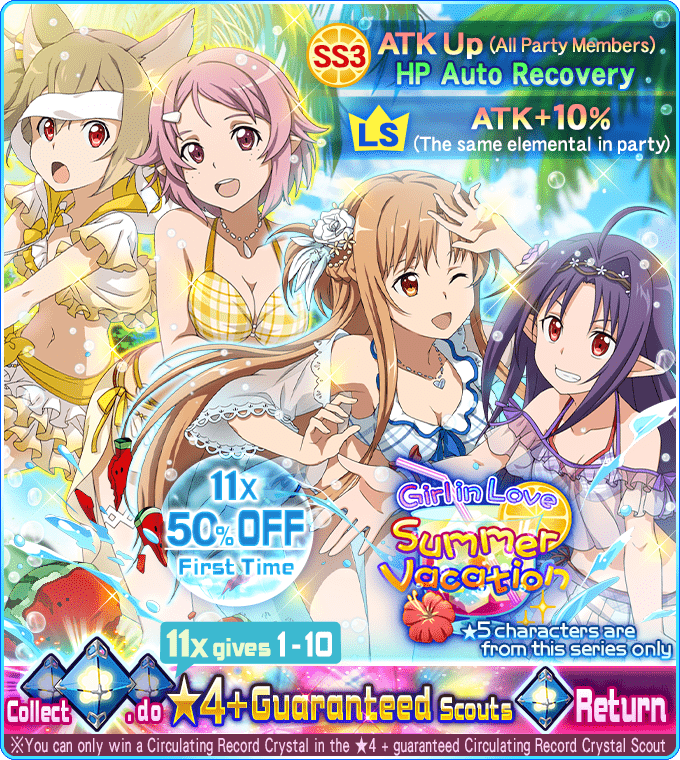 SS3 ATK Up (All Party Members)
HP Auto Recovery
LS ATK+10%
(The same elemental in party)
11x
50%OFF
First Time
Girl in Love
Summer
Vacation
★5 characters are
from this series only
11x gives 1-10
Collect .do ★4+Guaranteed Scouts Return
※You can only win a Circulating Record Crystal in the ★4 + guaranteed Circulating Record Crystal Scout